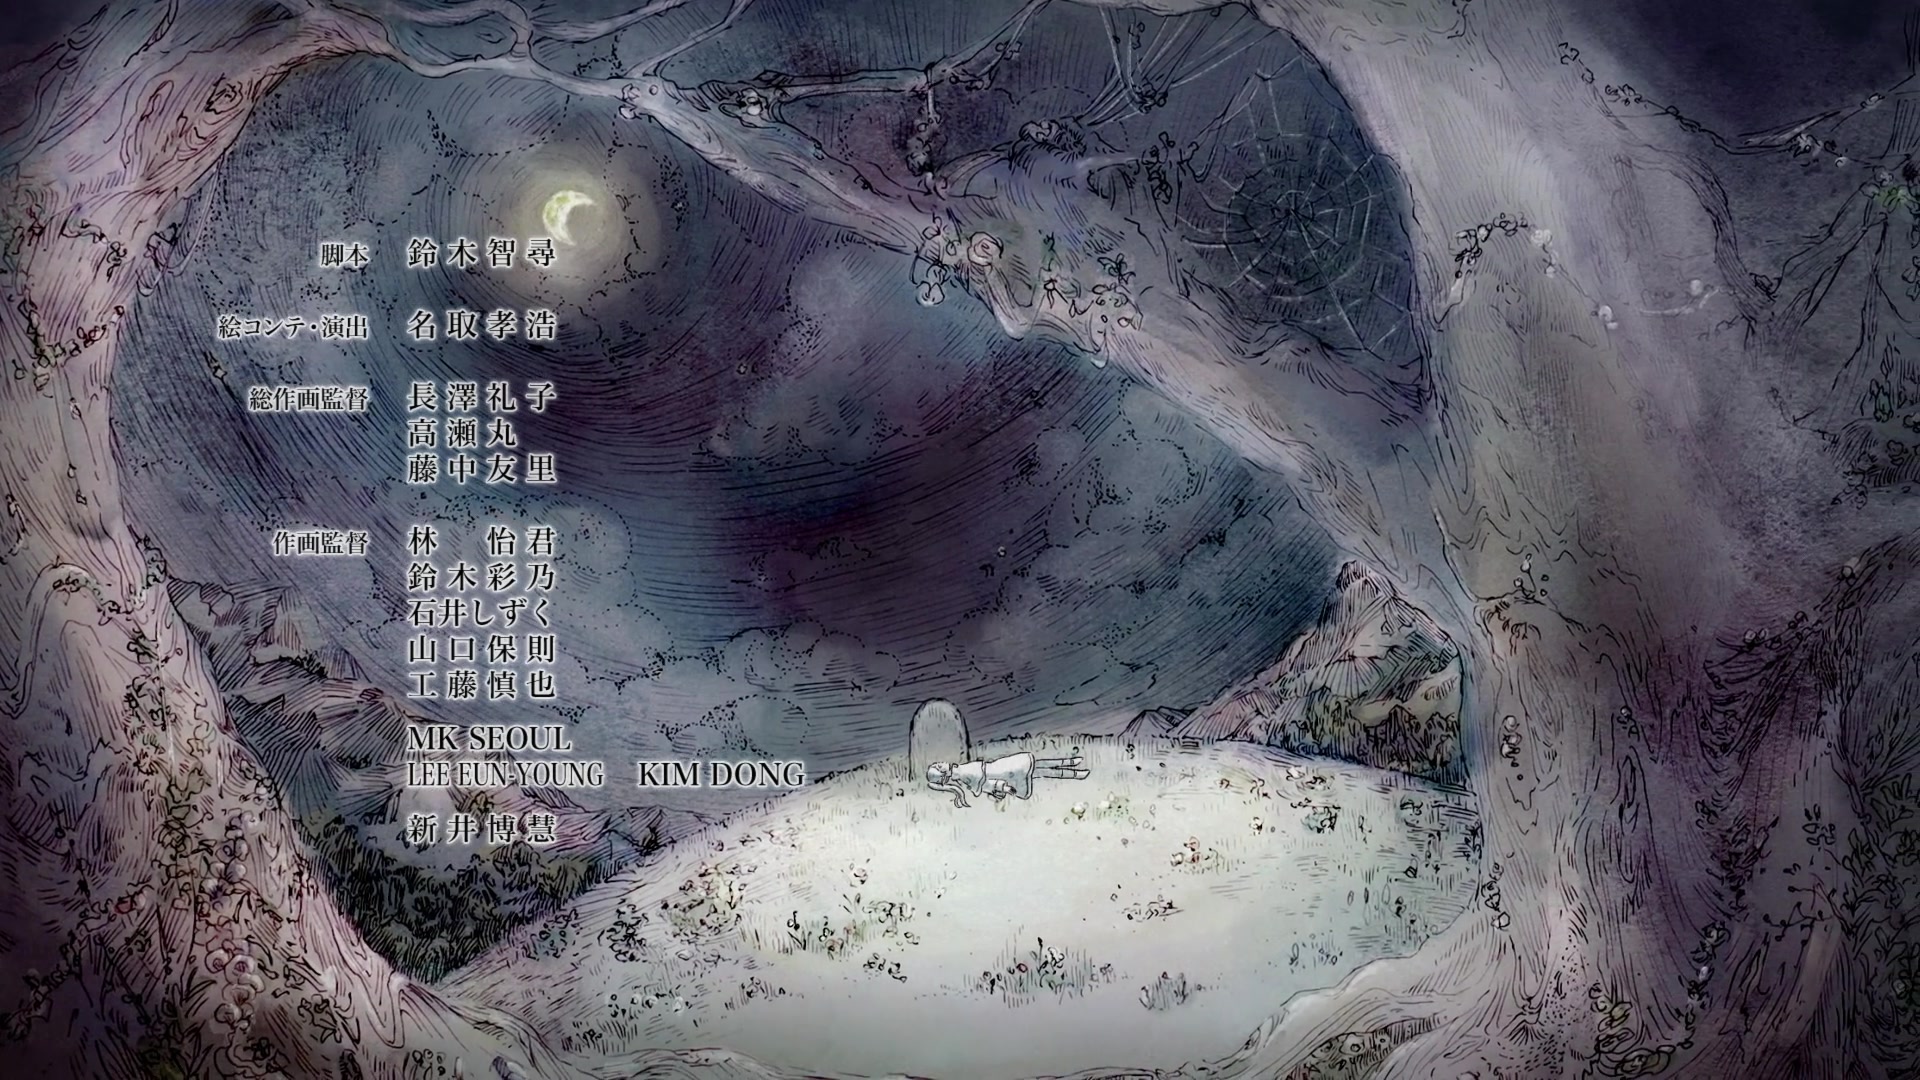 脚本 鈴木智尋
絵コンテ・演出 名取孝浩
総作画監督 長澤礼子
高瀬丸
藤中友里
作画監督 林 怡君
鈴木彩乃
石井しずく
山口保則
工藤慎也
MK SEOUL
LEE EUN-YOUNG KIM DONG
新井博慧